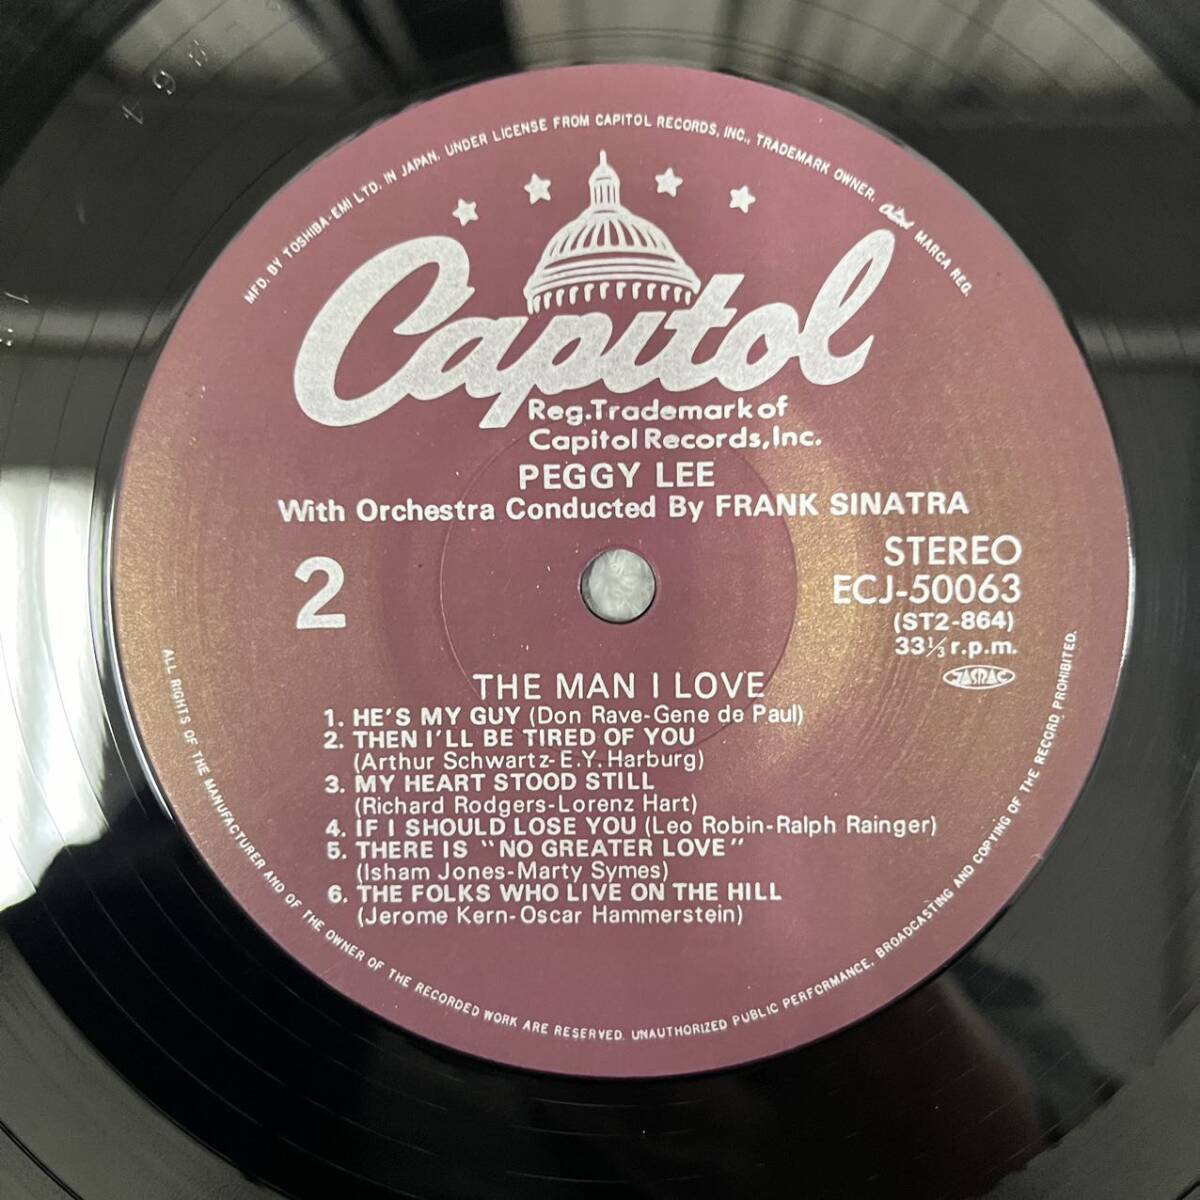 MFD. BY TOSHIBA-EMI LTD. IN JAPAN. UNDER LICENSE FROM CAPITOL RECORDS, INC., TRADEMARK OWNER. Capitol MARCA REG.
Capitol
Reg. Trademark of
Capitol Records, Inc.
PEGGY LEE
With Orchestra Conducted By FRANK SINATRA
2
STEREO
ECJ-50063
(ST2-864)
33 1/3 r.p.m.
JASRAC
THE MAN I LOVE
1. HE'S MY GUY (Don Rave-Gene de Paul)
2. THEN I'LL BE TIRED OF YOU
(Arthur Schwartz-E.Y. Harburg)
3. MY HEART STOOD STILL
(Richard Rodgers-Lorenz Hart)
4. IF I SHOULD LOSE YOU (Leo Robin-Ralph Rainger)
5. THERE IS "NO GREATER LOVE"
(Isham Jones-Marty Symes)
6. THE FOLKS WHO LIVE ON THE HILL
(Jerome Kern-Oscar Hammerstein)
ALL RIGHTS OF THE MANUFACTURER AND OF THE OWNER OF THE RECORDED WORK ARE RESERVED. UNAUTHORIZED PUBLIC PERFORMANCE, BROADCASTING AND COPYING OF THE RECORD PROHIBITED.